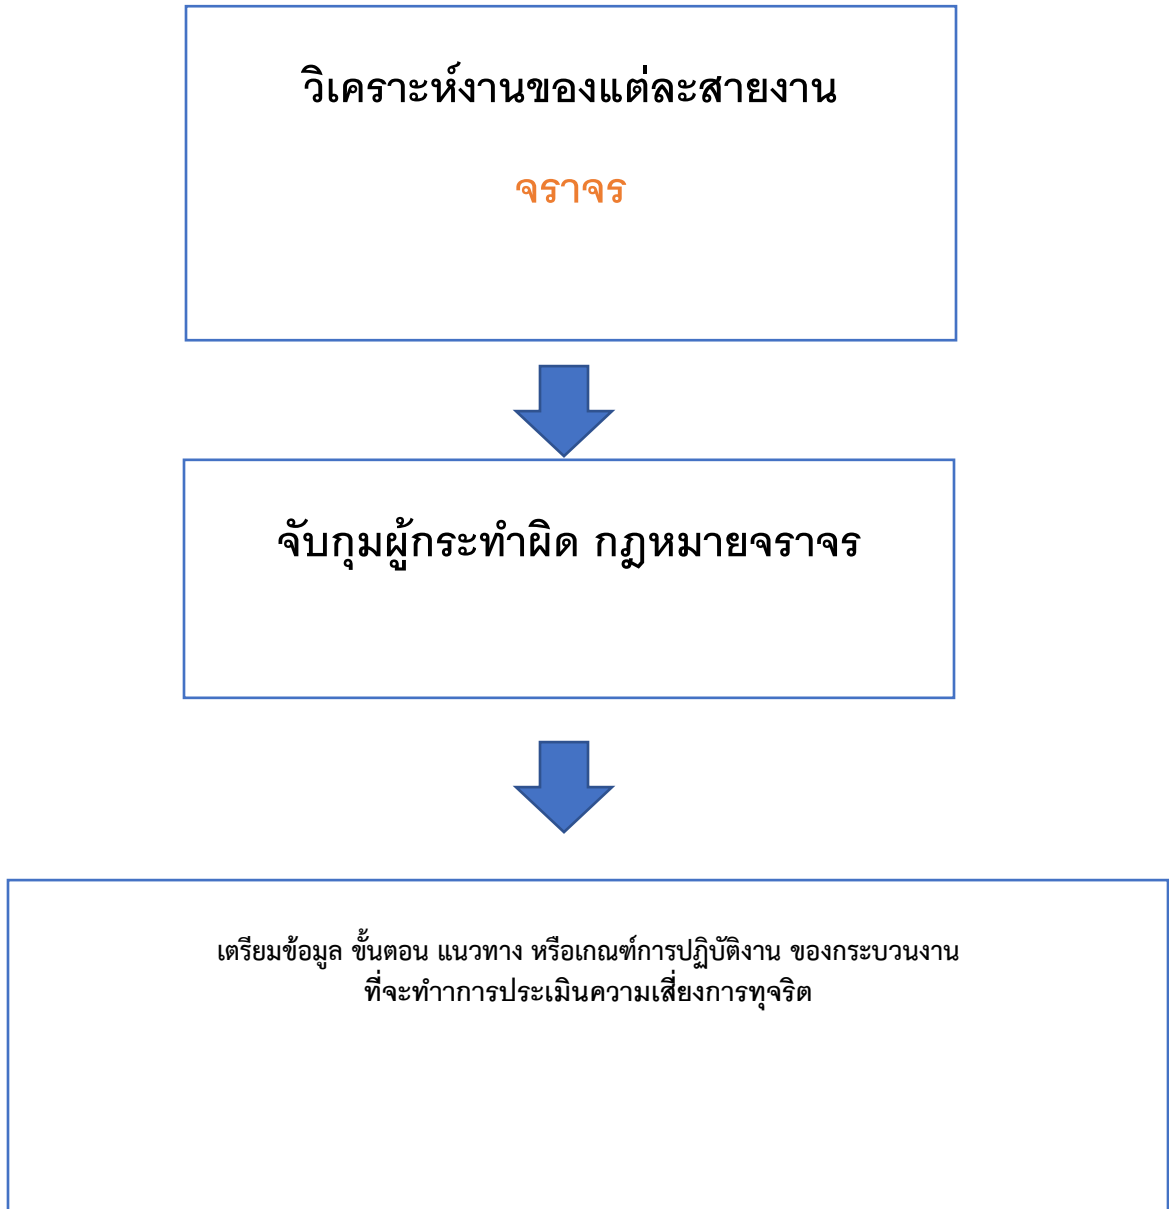 วิเคราะห์งานของแต่ละสายงาน
จราจร
จับกุมผู้กระทำผิด กฎหมายจราจร
เตรียมข้อมูล ขั้นตอน แนวทาง หรือเกณฑ์การปฏิบัติงาน ของกระบวนงาน
ที่จะทำาการประเมินความเสี่ยงการทุจริต